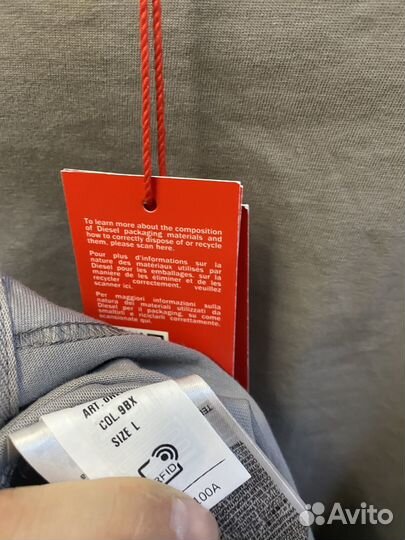 To learn more about the composition
of Diesel packaging materials and
how to correctly dispose of or recycle
them, please scan here.
Pour plus d'informations sur la
nature des matériaux utilisés par
Diesel pour les emballages, sur la
manière de les éliminer et de les
recycler correctement, veuillez
scanner ici.
Per maggiori informazioni sulla
natura dei materiali utilizzati da
Diesel per il packaging, su come
smaltirli e riciclarli correttamente,
scansionate qui.
ART.
COL. 9BX
SIZE L
RFID
100A
Avito